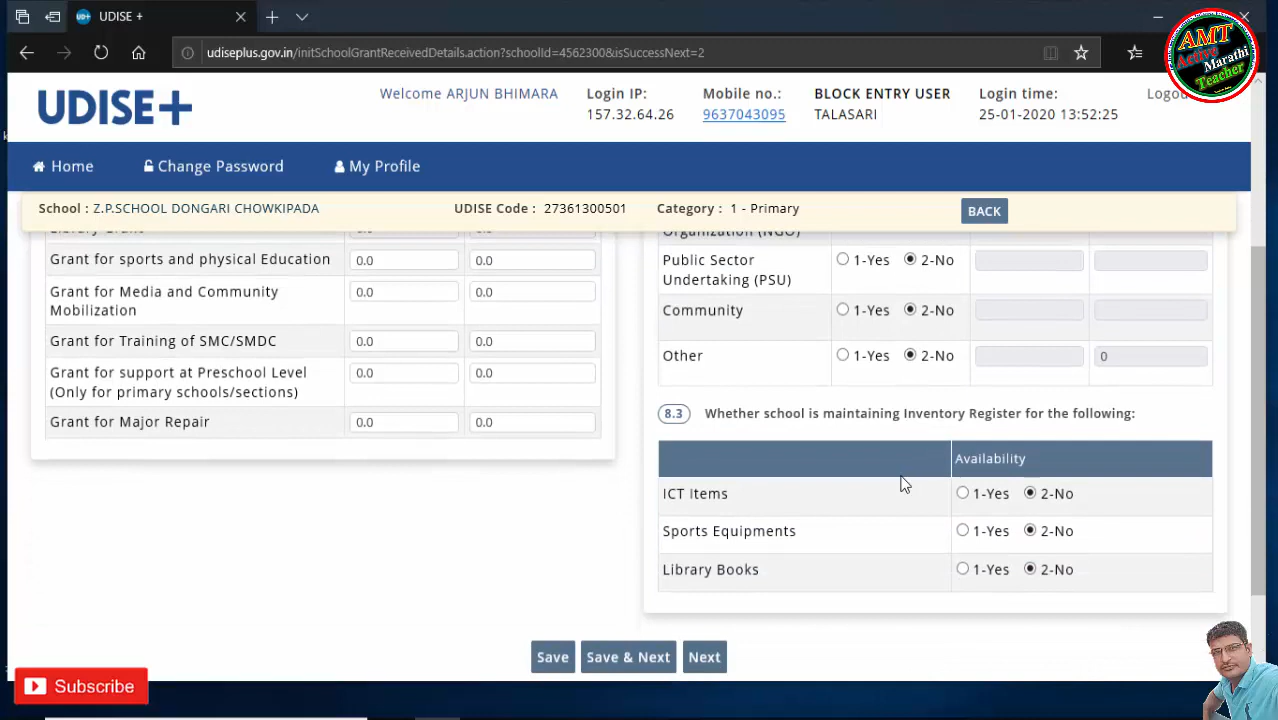 UDISE +
udiseplus.gov.in/initSchoolGrantReceivedDetails.action?schoolId=4562300&isSuccessNext=2
AMT
Active
Marathi
Teacher
UDISE+
Welcome ARJUN BHIMARA
Login IP:
157.32.64.26
Mobile no.:
9637043095
BLOCK ENTRY USER
TALASARI
Login time:
25-01-2020 13:52:25
Home
Change Password
My Profile
School : Z.P.SCHOOL DONGARI CHOWKIPADA
UDISE Code : 27361300501
Category : 1 - Primary
BACK
Grant for sports and physical Education 0.0 0.0
Grant for Media and Community 0.0 0.0
Mobilization
Grant for Training of SMC/SMDC 0.0 0.0
Grant for support at Preschool Level 0.0 0.0
(Only for primary schools/sections)
Grant for Major Repair 0.0 0.0
Organization (NGO)
Public Sector 1-Yes 2-No
Undertaking (PSU)
Community 1-Yes 2-No
Other 1-Yes 2-No 0
8.3 Whether school is maintaining Inventory Register for the following:
Availability
ICT Items 1-Yes 2-No
Sports Equipments 1-Yes 2-No
Library Books 1-Yes 2-No
Save
Save & Next
Next
Subscribe